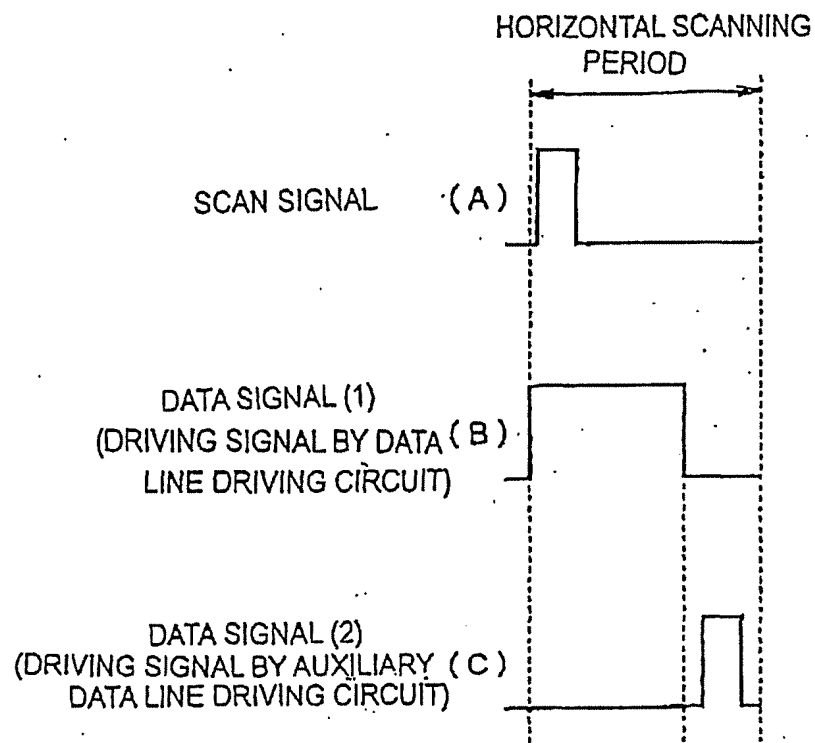 HORIZONTAL SCANNING
PERIOD
SCAN SIGNAL (A)
DATA SIGNAL (1)
(DRIVING SIGNAL BY DATA (B)
LINE DRIVING CIRCUIT)
DATA SIGNAL (2)
(DRIVING SIGNAL BY AUXILIARY (C)
DATA LINE DRIVING CIRCUIT)